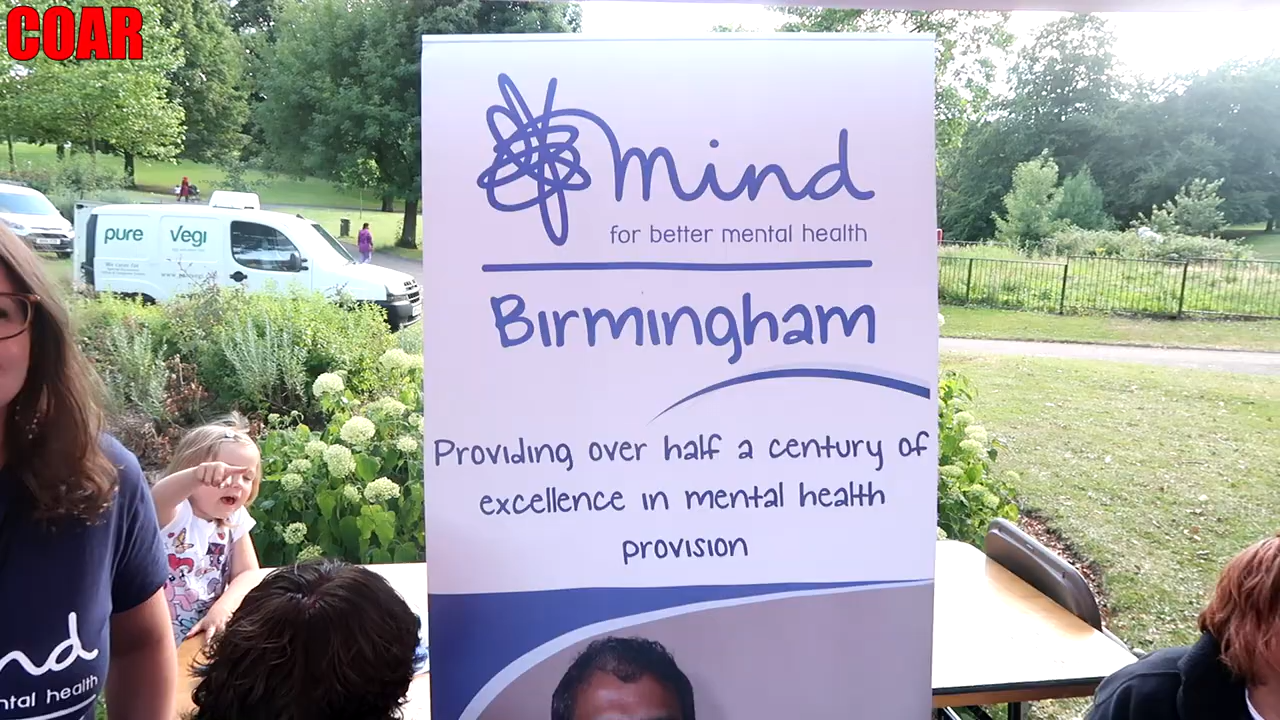 COAR
mind
for better mental health
Birmingham
Providing over half a century of
excellence in mental health
provision
pure Vegi
nd
ntal health